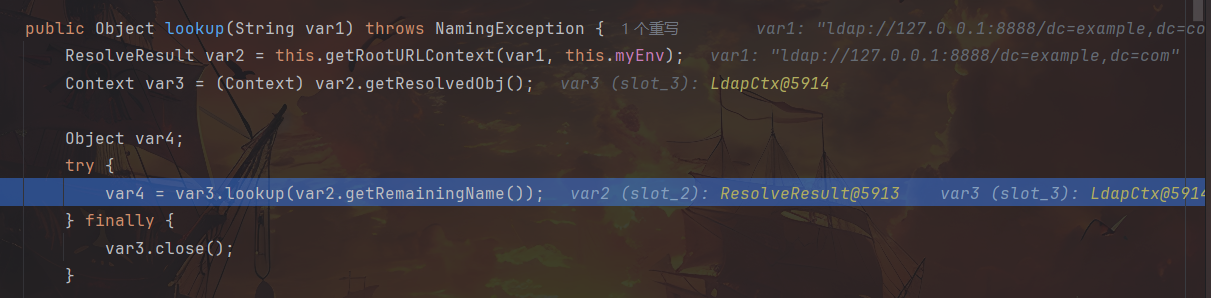 public Object lookup(String var1) throws NamingException { 1个重写 var1: "ldap://127.0.0.1:8888/dc=example,dc=co
ResolveResult var2 = this.getRootURLContext(var1, this.myEnv); var1: "ldap://127.0.0.1:8888/dc=example,dc=com"
Context var3 = (Context) var2.getResolvedObj(); var3 (slot_3): LdapCtx@5914
Object var4;
try {
var4 = var3.lookup(var2.getRemainingName()); var2 (slot_2): ResolveResult@5913 var3 (slot_3): LdapCtx@5914
} finally {
var3.close();
}